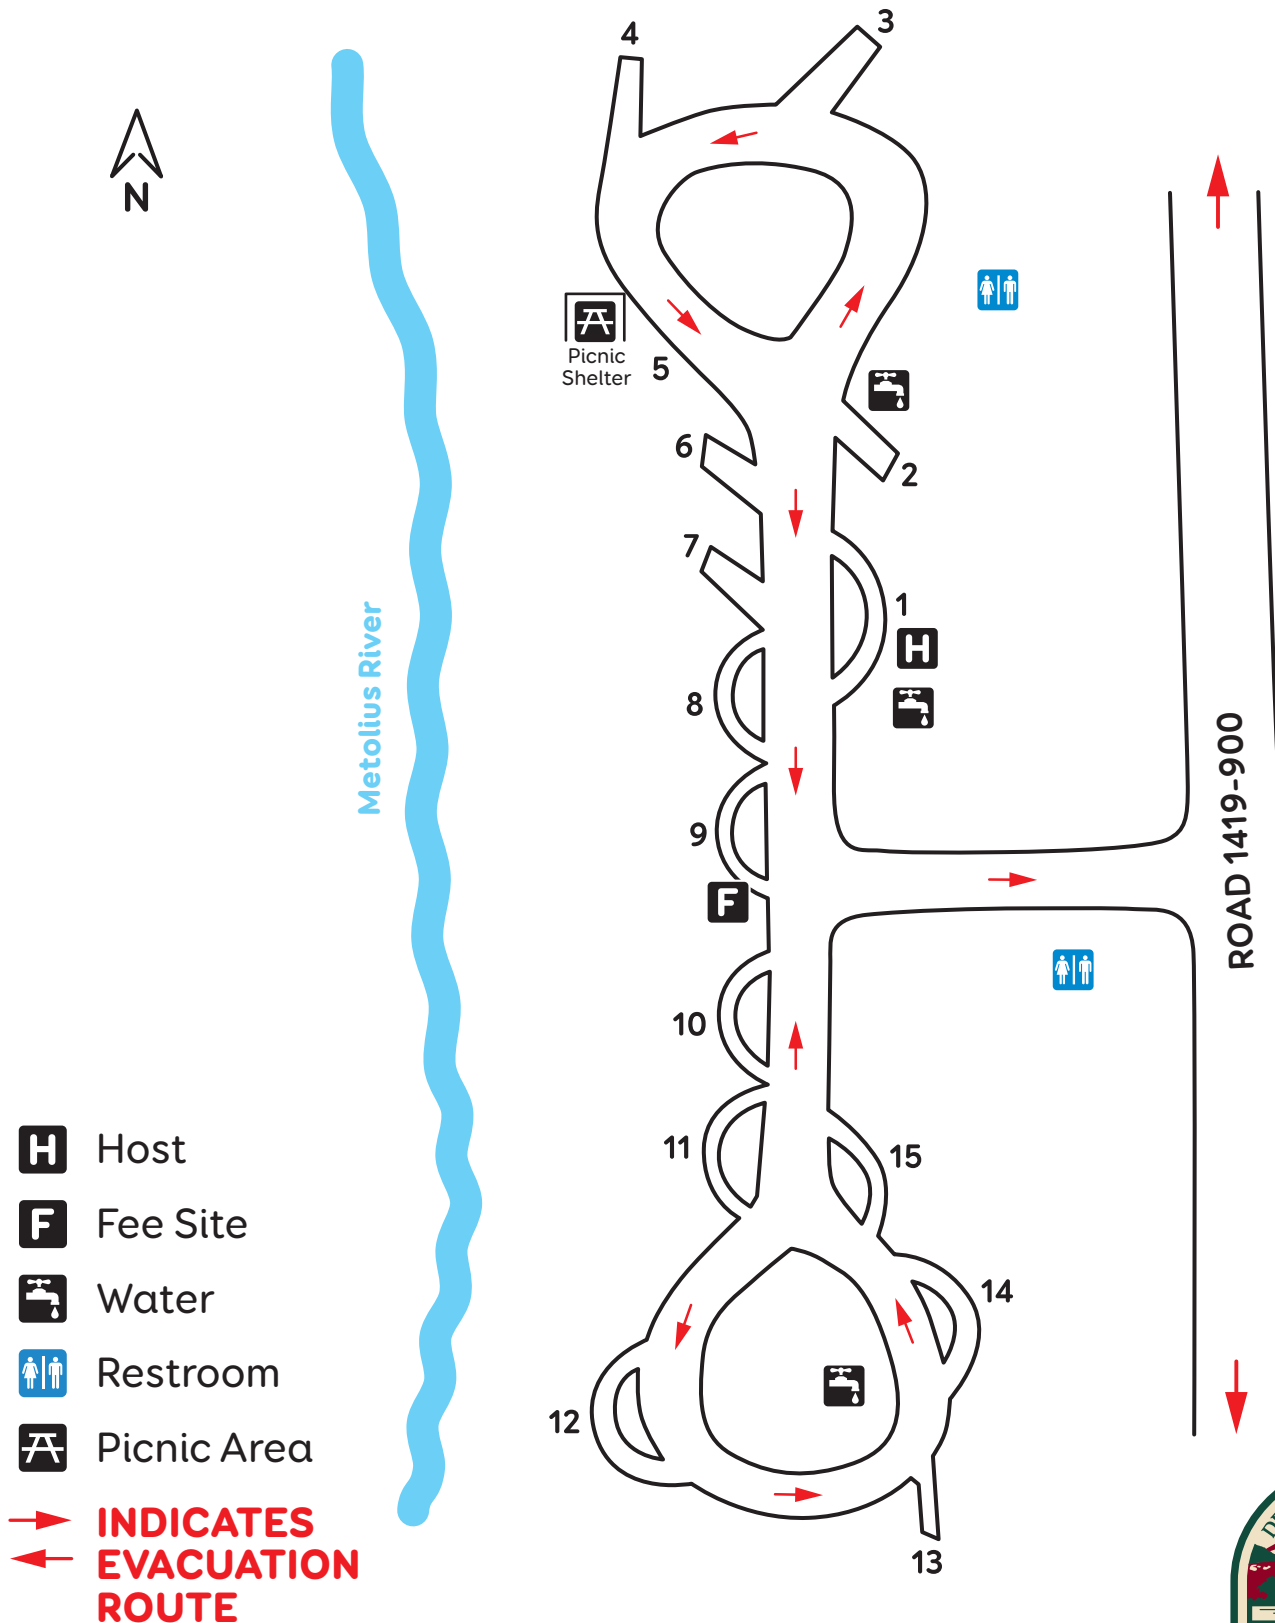 4
3
N
Picnic
Shelter
5
6
2
7
1
H
8
Metolius River
9
F
ROAD 1419-900
10
11
15
14
12
13
H Host
F Fee Site
Water
Restroom
Picnic Area
INDICATES
EVACUATION
ROUTE